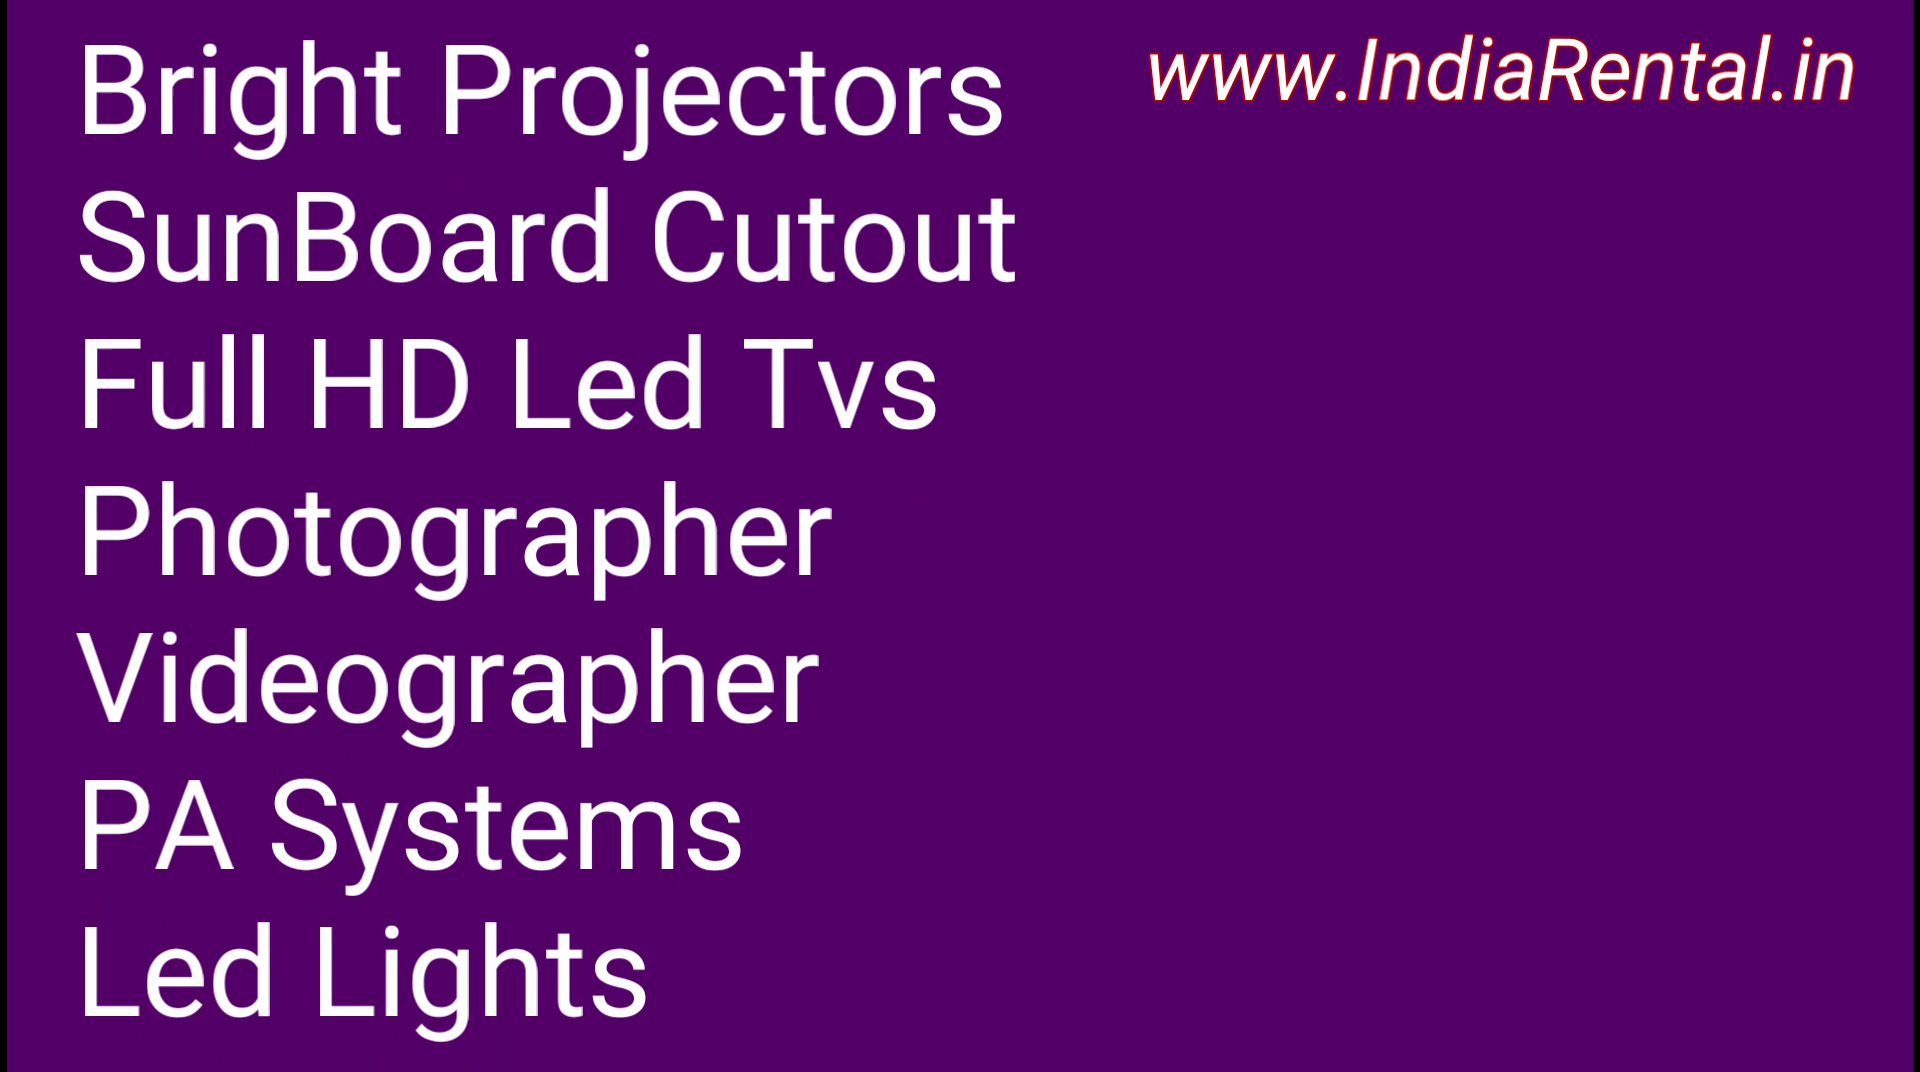 Bright Projectors
www.IndiaRental.in
SunBoard Cutout
Full HD Led Tvs
Photographer
Videographer
PA Systems
Led Lights